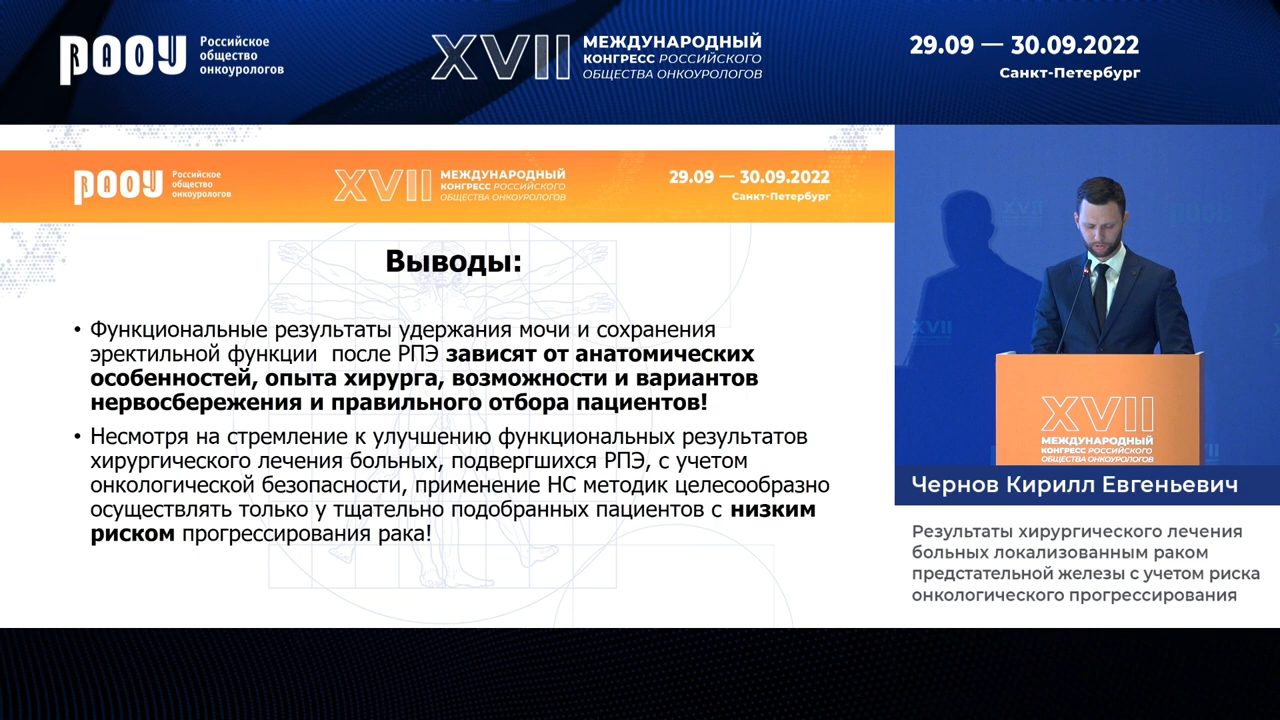 РАОУ
Российское
общество
онкоурологов
XVII
МЕЖДУНАРОДНЫЙ
КОНГРЕСС РОССИЙСКОГО
ОБЩЕСТВА ОНКОУРОЛОГОВ
29.09 — 30.09.2022
Санкт-Петербург
РАОУ
Российское
общество
онкоурологов
XVII
МЕЖДУНАРОДНЫЙ
КОНГРЕСС РОССИЙСКОГО
ОБЩЕСТВА ОНКОУРОЛОГОВ
29.09 — 30.09.2022
Санкт-Петербург
Выводы:
• Функциональные результаты удержания мочи и сохранения
эректильной функции после РПЭ зависят от анатомических
особенностей, опыта хирурга, возможности и вариантов
нервосбережения и правильного отбора пациентов!
• Несмотря на стремление к улучшению функциональных результатов
хирургического лечения больных, подвергшихся РПЭ, с учетом
онкологической безопасности, применение НС методик целесообразно
осуществлять только у тщательно подобранных пациентов с низким
риском прогрессирования рака!
XVII
XVII
XVII
МЕЖДУНАРОДНЫЙ
КОНГРЕСС РОССИЙСКОГО
ОБЩЕСТВА ОНКОУРОЛОГОВ
Чернов Кирилл Евгеньевич
Результаты хирургического лечения
больных локализованным раком
предстательной железы с учетом риска
онкологического прогрессирования